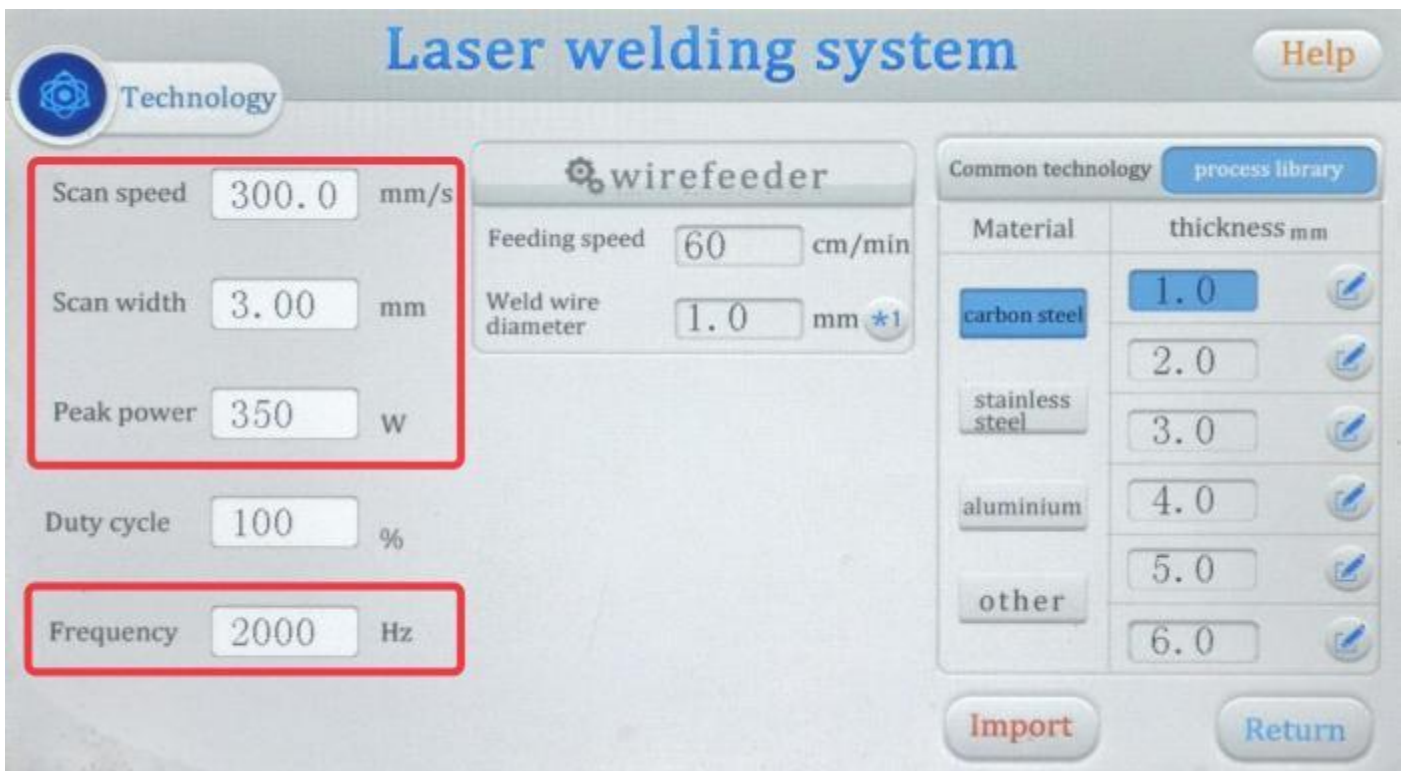 Laser welding system
Help
Technology
Scan speed 300.0 mm/s
Scan width 3.00 mm
Peak power 350 W
Duty cycle 100 %
Frequency 2000 Hz
wirefeeder
Feeding speed 60 cm/min
Weld wire
diameter 1.0 mm *1
Common technology process library
Material thickness mm
carbon steel
stainless
steel
aluminium
other
1.0
2.0
3.0
4.0
5.0
6.0
Import Return